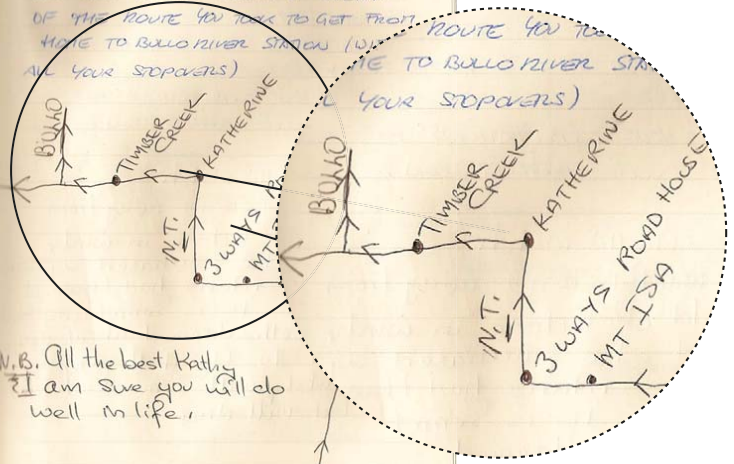 OF THE ROUTE YOU TOOK TO GET FROM
HOME TO BULLO RIVER STATION (WITH
ALL YOUR STOPOVERS)
BULLO
TIMBER CREEK
KATHERINE
N.T.
3 WAYS
MT
N.B. All the best Kathy
I am sure you will do
well in life.
ROUTE YOU TOO
ME TO BULLO RIVER STA
L YOUR STOPOVERS)
BULLO
TIMBER
CREEK
KATHERINE
N.T.
3 WAYS ROAD HOUSE
MT ISA